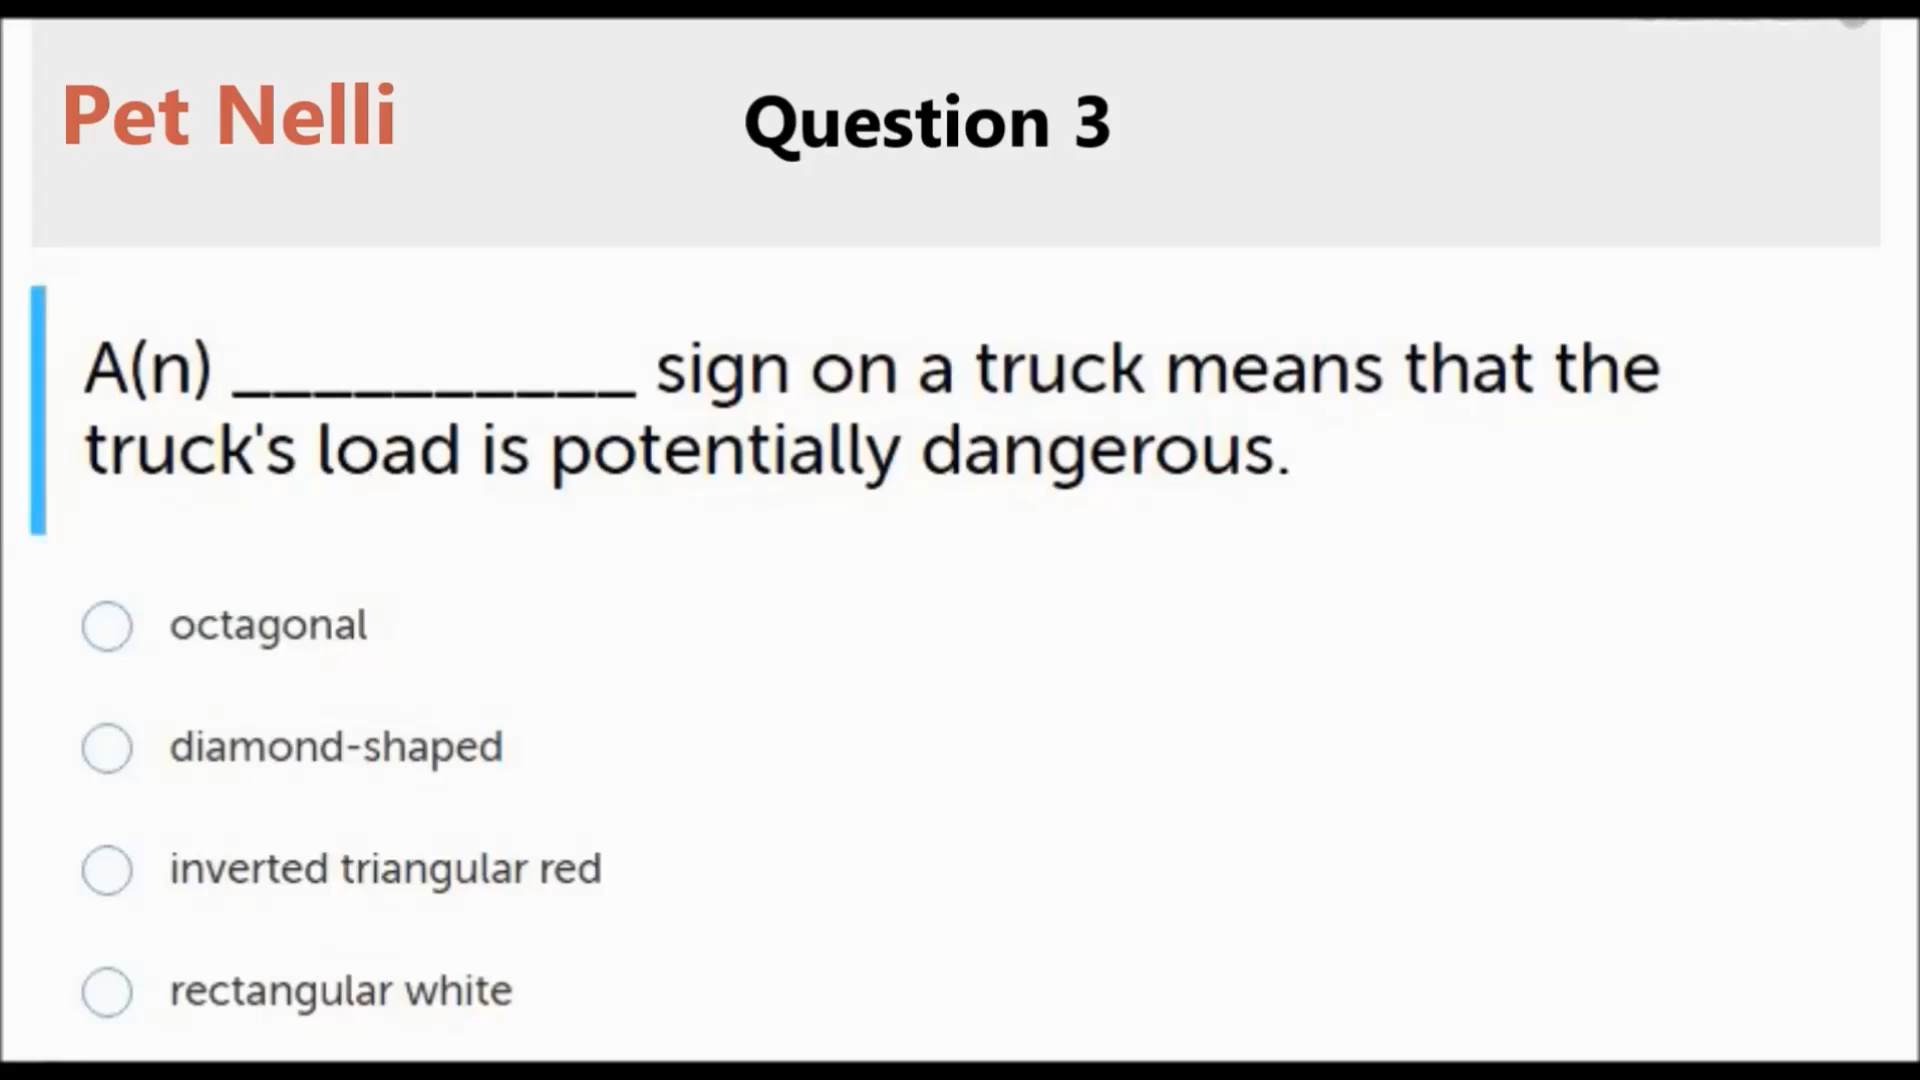 Pet Nelli
Question 3
A(n) __________ sign on a truck means that the
truck's load is potentially dangerous.
octagonal
diamond-shaped
inverted triangular red
rectangular white